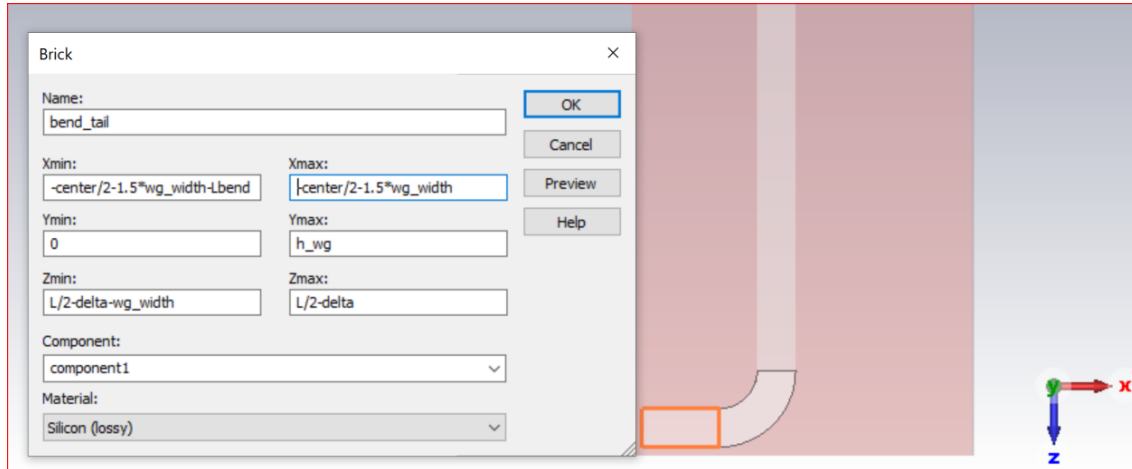 Brick
Name:
OK
bend_tail
Cancel
Xmin:
Xmax:
-center/2-1.5*wg_width-Lbend
-center/2-1.5*wg_width
Preview
Ymin:
Ymax:
Help
0
h_wg
Zmin:
Zmax:
L/2-delta-wg_width
L/2-delta
Component:
component1
Material:
Silicon (lossy)
y
x
z